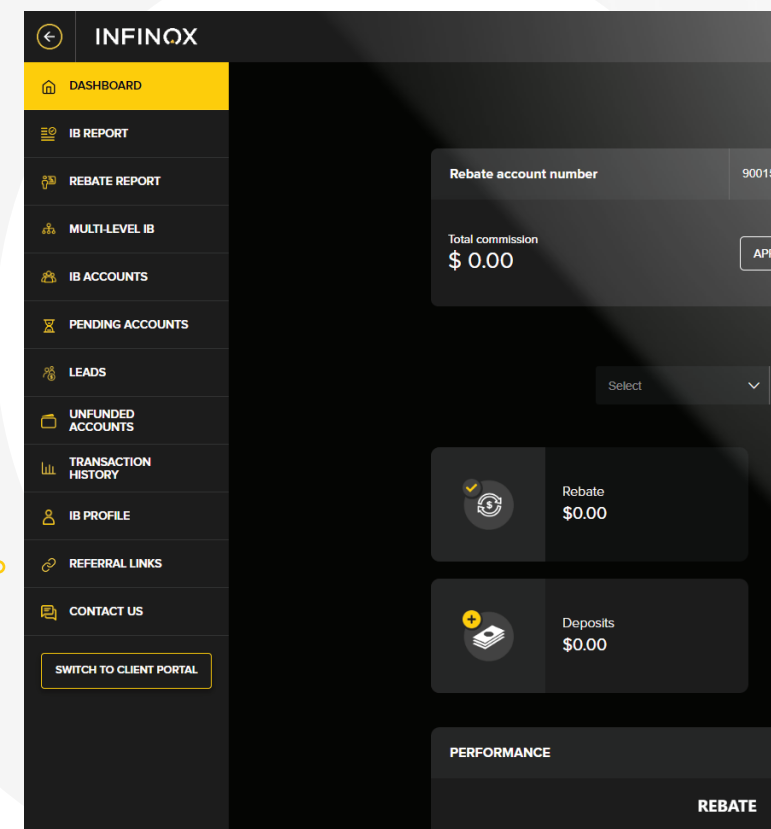 INFINOX
DASHBOARD
IB REPORT
REBATE REPORT
MULTI-LEVEL IB
IB ACCOUNTS
PENDING ACCOUNTS
LEADS
UNFUNDED
ACCOUNTS
TRANSACTION
HISTORY
IB PROFILE
REFERRAL LINKS
CONTACT US
SWITCH TO CLIENT PORTAL
Rebate account number
Total commission
$ 0.00
Select
Rebate
$0.00
Deposits
$0.00
PERFORMANCE
REBATE